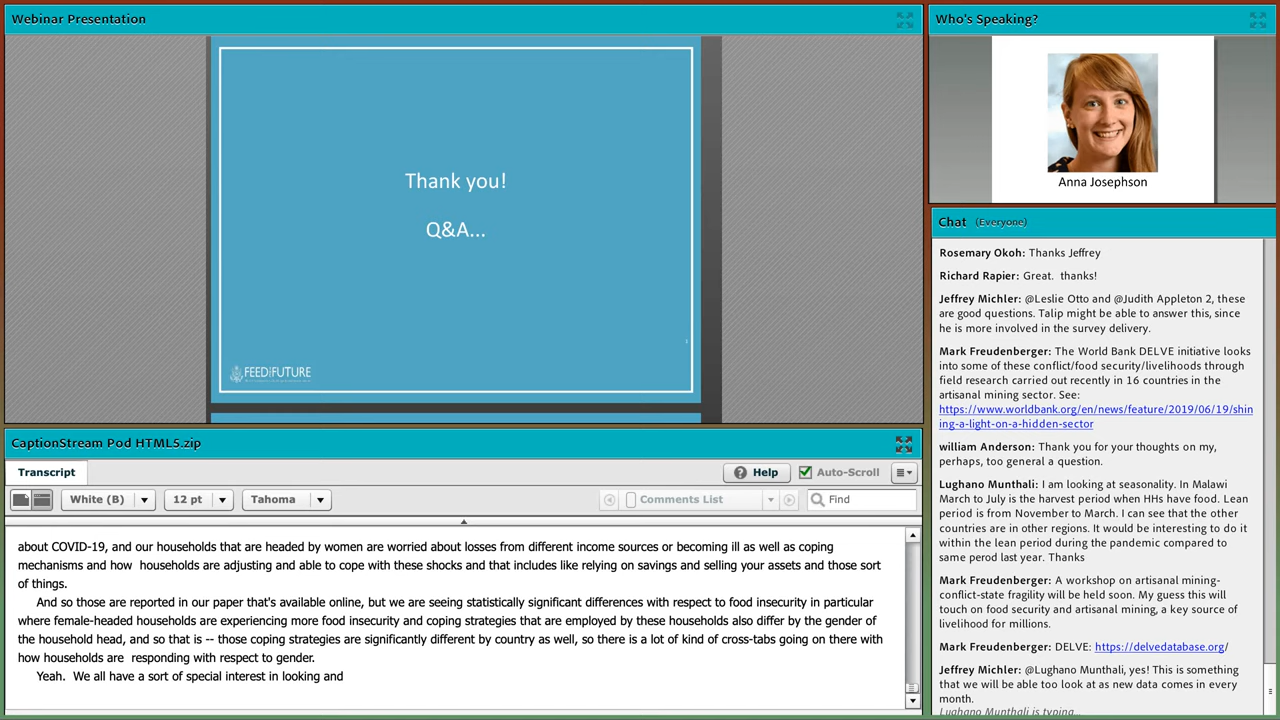 Webinar Presentation
Thank you!
Q&A...
FEED FUTURE
Who's Speaking?
Anna Josephson
Chat (Everyone)
Rosemary Okoh: Thanks Jeffrey
Richard Rapier: Great. thanks!
Jeffrey Michler: @Leslie Otto and @Judith Appleton 2, these
are good questions. Talip might be able to answer this, since
he is more involved in the survey delivery.
Mark Freudenberger: The World Bank DELVE initiative looks
into some of these conflict/food security/livelihoods through
field research carried out recently in 16 countries in the
artisanal mining sector. See:
https://www.worldbank.org/en/news/feature/2019/06/19/shin
ing-a-light-on-a-hidden-sector
william Anderson: Thank you for your thoughts on my,
perhaps, too general a question.
Lughano Munthali: I am looking at seasonality. In Malawi
March to July is the harvest period when HHs have food. Lean
period is from November to March. I can see that the other
countries are in other regions. It would be interesting to do it
within the lean period during the pandemic compared to
same perod last year. Thanks
Mark Freudenberger: A workshop on artisanal mining-
conflict-state fragility will be held soon. My guess this will
touch on food security and artisanal mining, a key source of
livelihood for millions.
Mark Freudenberger: DELVE: https://delvedatabase.org/
Jeffrey Michler: @Lughano Munthali, yes! This is something
that we will be able too look at as new data comes in every
month.
Lughano Munthali is typing...
CaptionStream Pod HTML5.zip
Transcript
Help
Auto-Scroll
White (B)
12 pt
Tahoma
Comments List
Find
about COVID-19, and our households that are headed by women are worried about losses from different income sources or becoming ill as well as coping
mechanisms and how households are adjusting and able to cope with these shocks and that includes like relying on savings and selling your assets and those sort
of things.
And so those are reported in our paper that's available online, but we are seeing statistically significant differences with respect to food insecurity in particular
where female-headed households are experiencing more food insecurity and coping strategies that are employed by these households also differ by the gender of
the household head, and so that is -- those coping strategies are significantly different by country as well, so there is a lot of kind of cross-tabs going on there with
how households are responding with respect to gender.
Yeah. We all have a sort of special interest in looking and